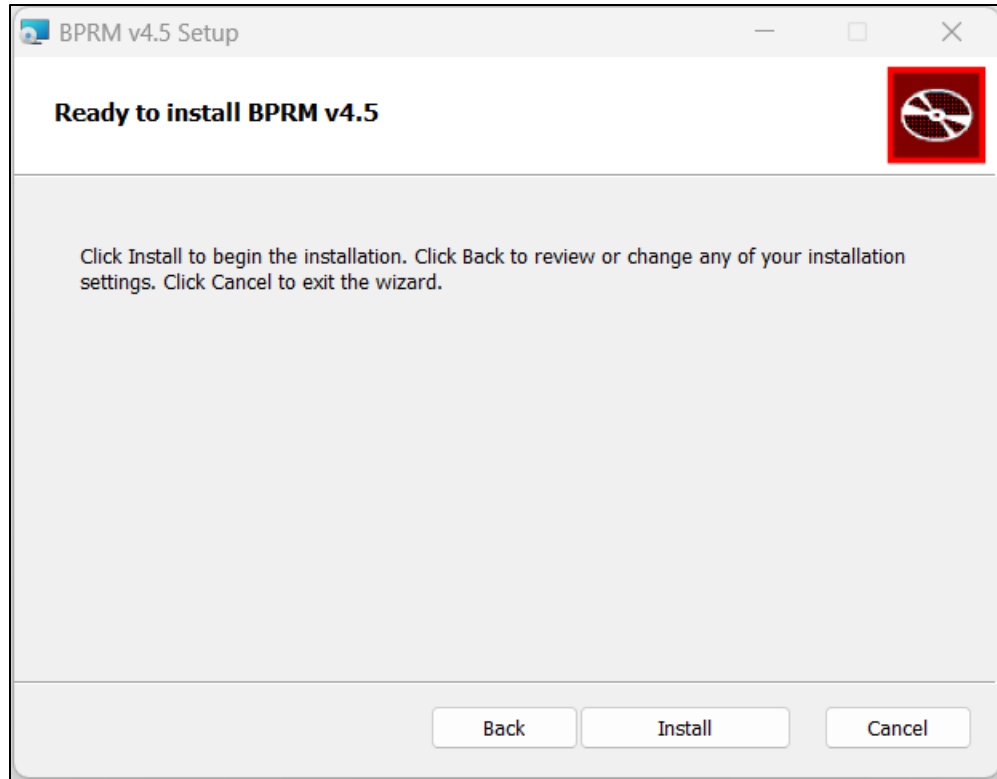 BPRM v4.5 Setup
Ready to install BPRM v4.5
Click Install to begin the installation. Click Back to review or change any of your installation
settings. Click Cancel to exit the wizard.
Back Install Cancel